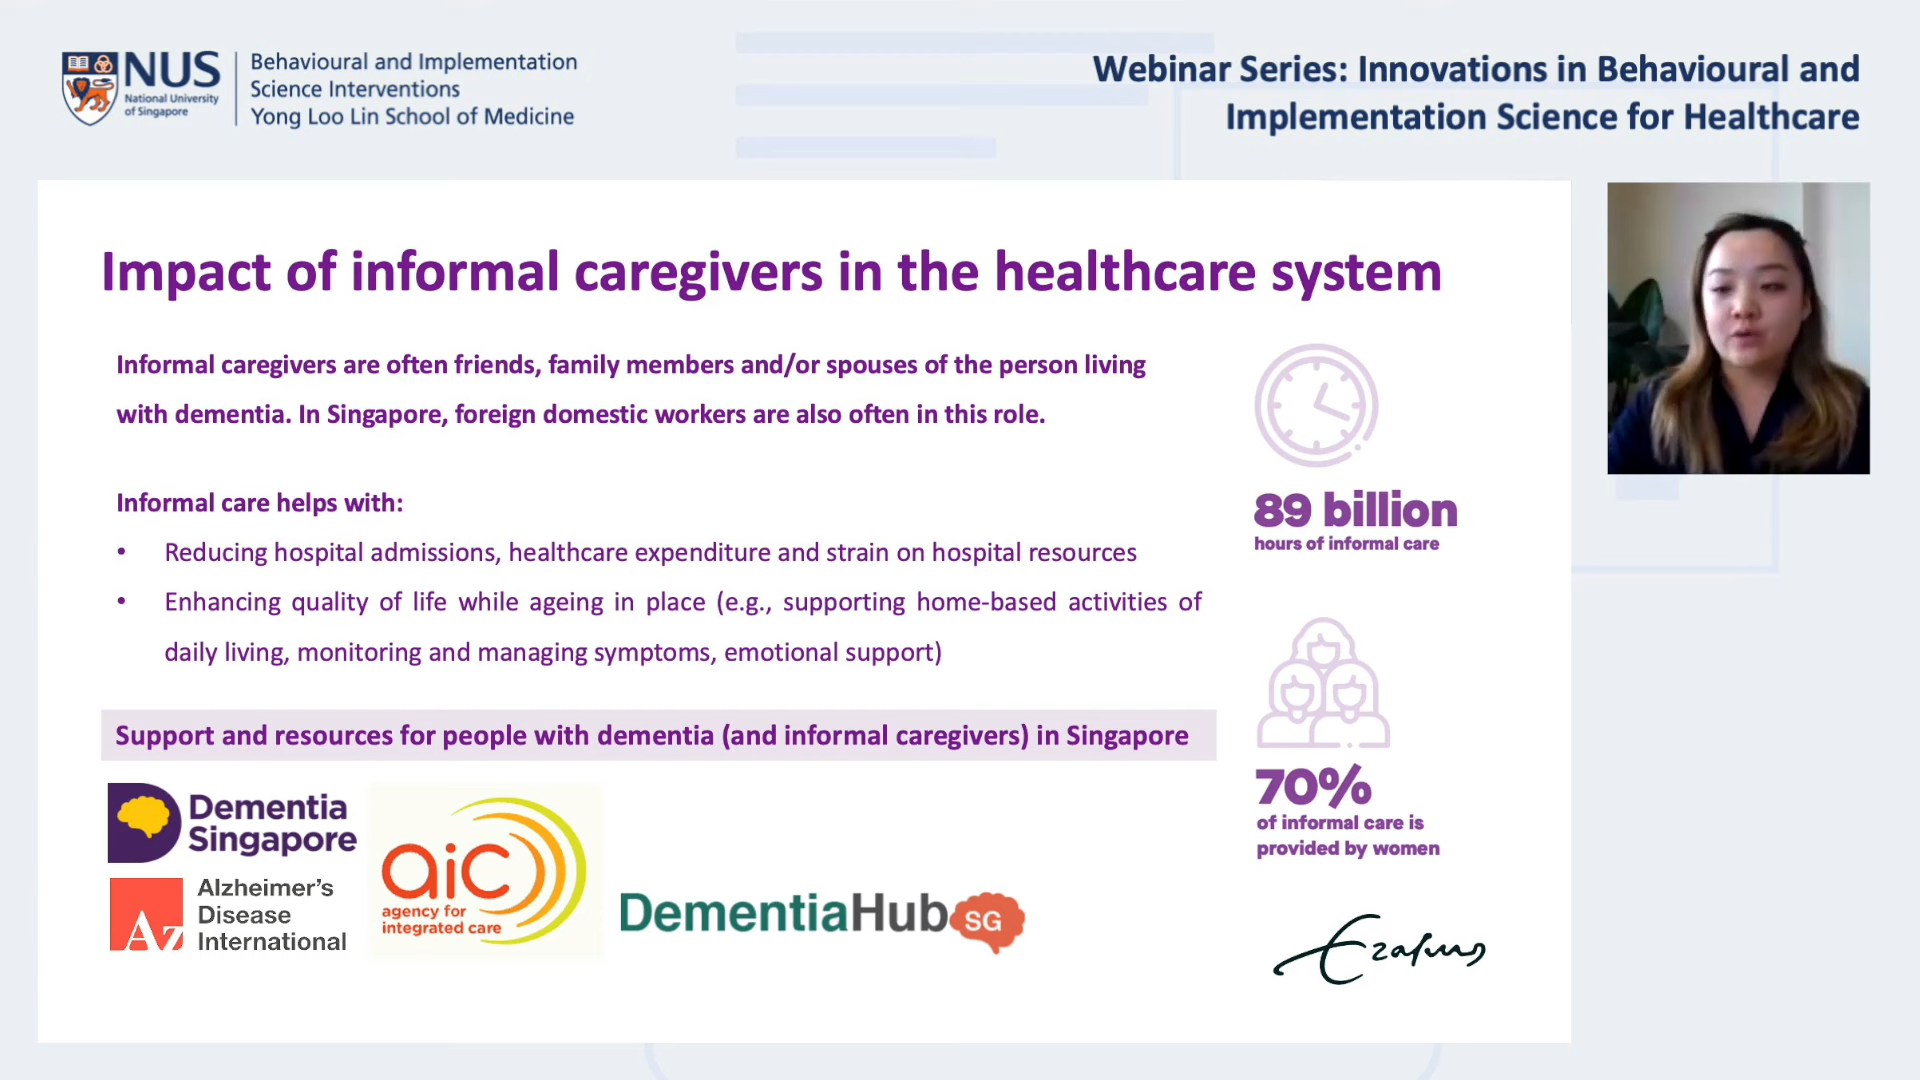 NUS
National University
of Singapore
Behavioural and Implementation
Science Interventions
Yong Loo Lin School of Medicine
Webinar Series: Innovations in Behavioural and
Implementation Science for Healthcare
Impact of informal caregivers in the healthcare system
Informal caregivers are often friends, family members and/or spouses of the person living
with dementia. In Singapore, foreign domestic workers are also often in this role.
Informal care helps with:
• Reducing hospital admissions, healthcare expenditure and strain on hospital resources
• Enhancing quality of life while ageing in place (e.g., supporting home-based activities of
daily living, monitoring and managing symptoms, emotional support)
89 billion
hours of informal care
70%
of informal care is
provided by women
Support and resources for people with dementia (and informal caregivers) in Singapore
Dementia
Singapore
Az
Alzheimer's
Disease
International
aic
agency for
integrated care
DementiaHub SG
Erasmus